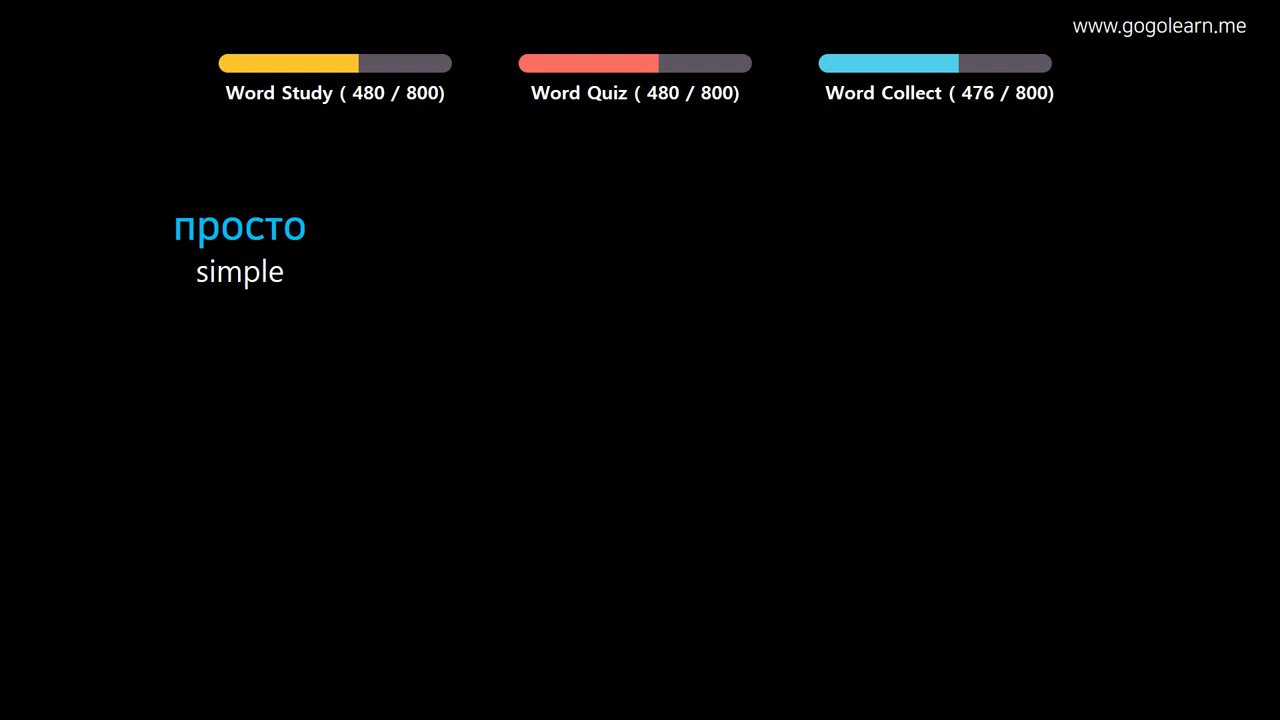 www.gogolearn.me
Word Study ( 480 / 800)
Word Quiz ( 480 / 800)
Word Collect ( 476 / 800)
просто
simple